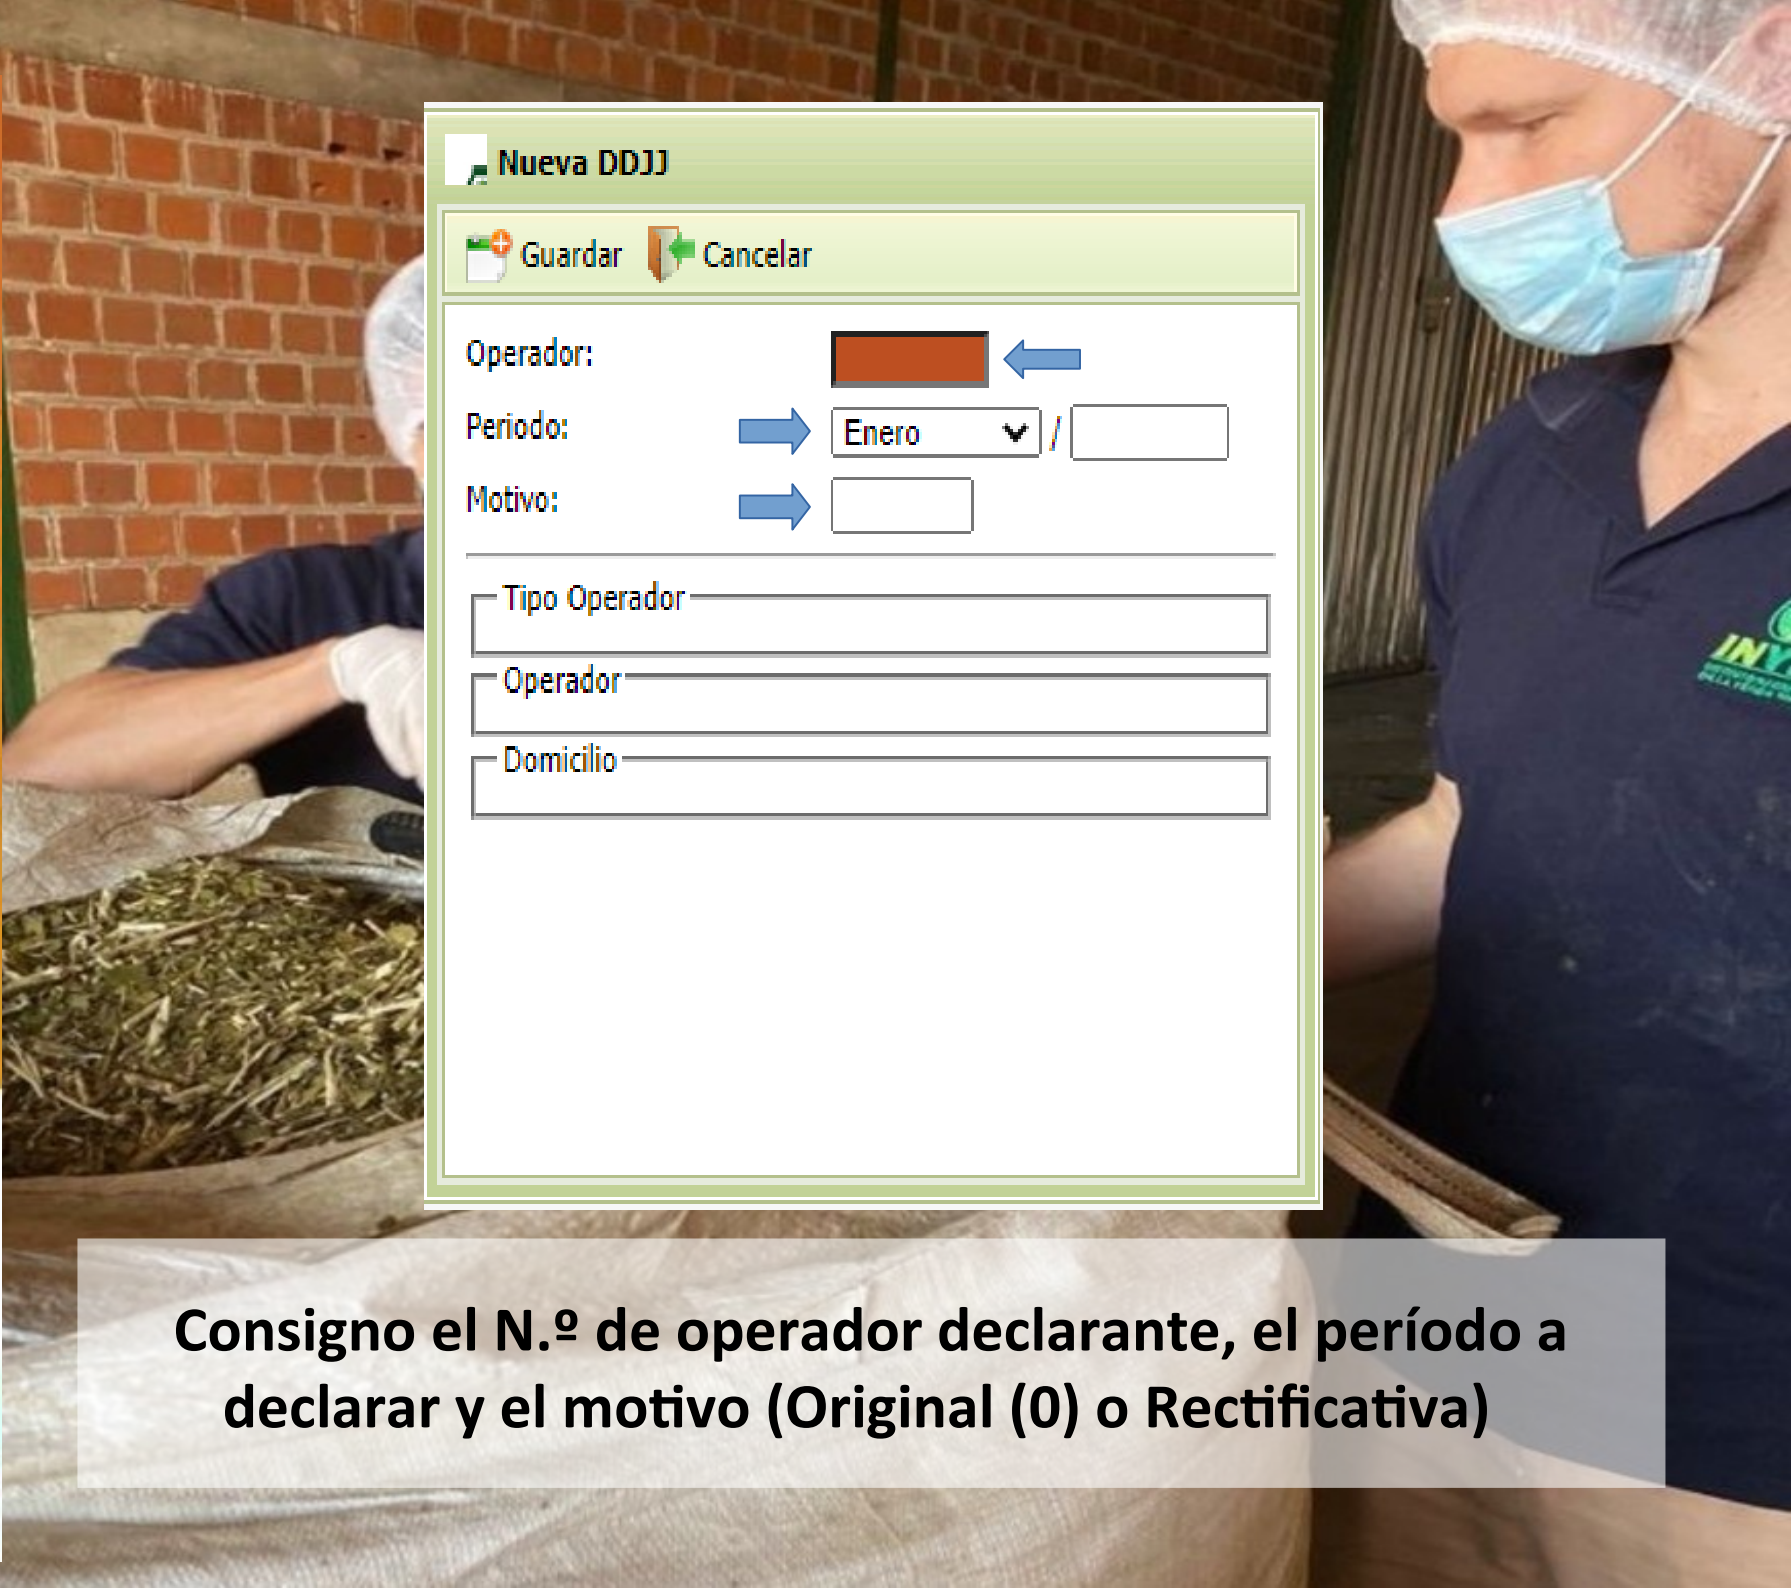 Nueva DDJJ
Guardar Cancelar
Operador:
Periodo: Enero /
Motivo:
Tipo Operador
Operador
Domicilio
Consigno el N.º de operador declarante, el período a
declarar y el motivo (Original (0) o Rectificativa)